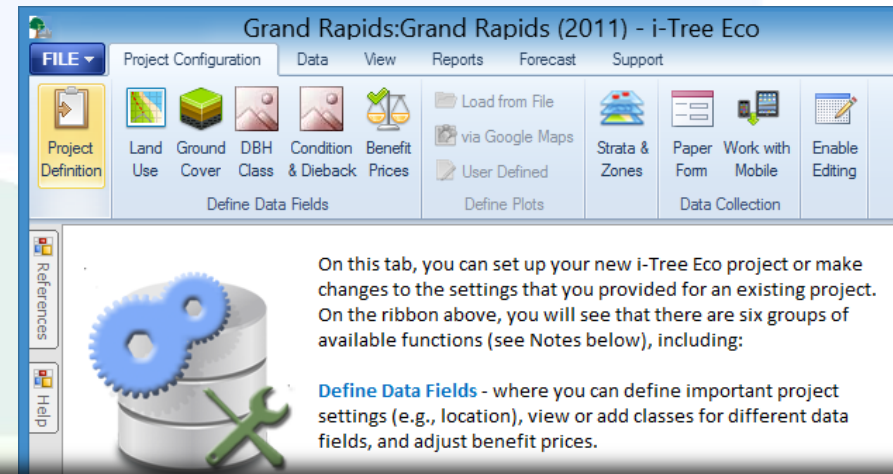 Grand Rapids:Grand Rapids (2011) - i-Tree Eco
FILE Project Configuration Data View Reports Forecast Support
Project Definition
Land Use
Ground Cover
DBH Class
Condition & Dieback
Benefit Prices
Define Data Fields
Load from File
via Google Maps
User Defined
Define Plots
Strata & Zones
Paper Form
Work with Mobile
Data Collection
Enable Editing
References
Help
On this tab, you can set up your new i-Tree Eco project or make
changes to the settings that you provided for an existing project.
On the ribbon above, you will see that there are six groups of
available functions (see Notes below), including:
Define Data Fields - where you can define important project
settings (e.g., location), view or add classes for different data
fields, and adjust benefit prices.